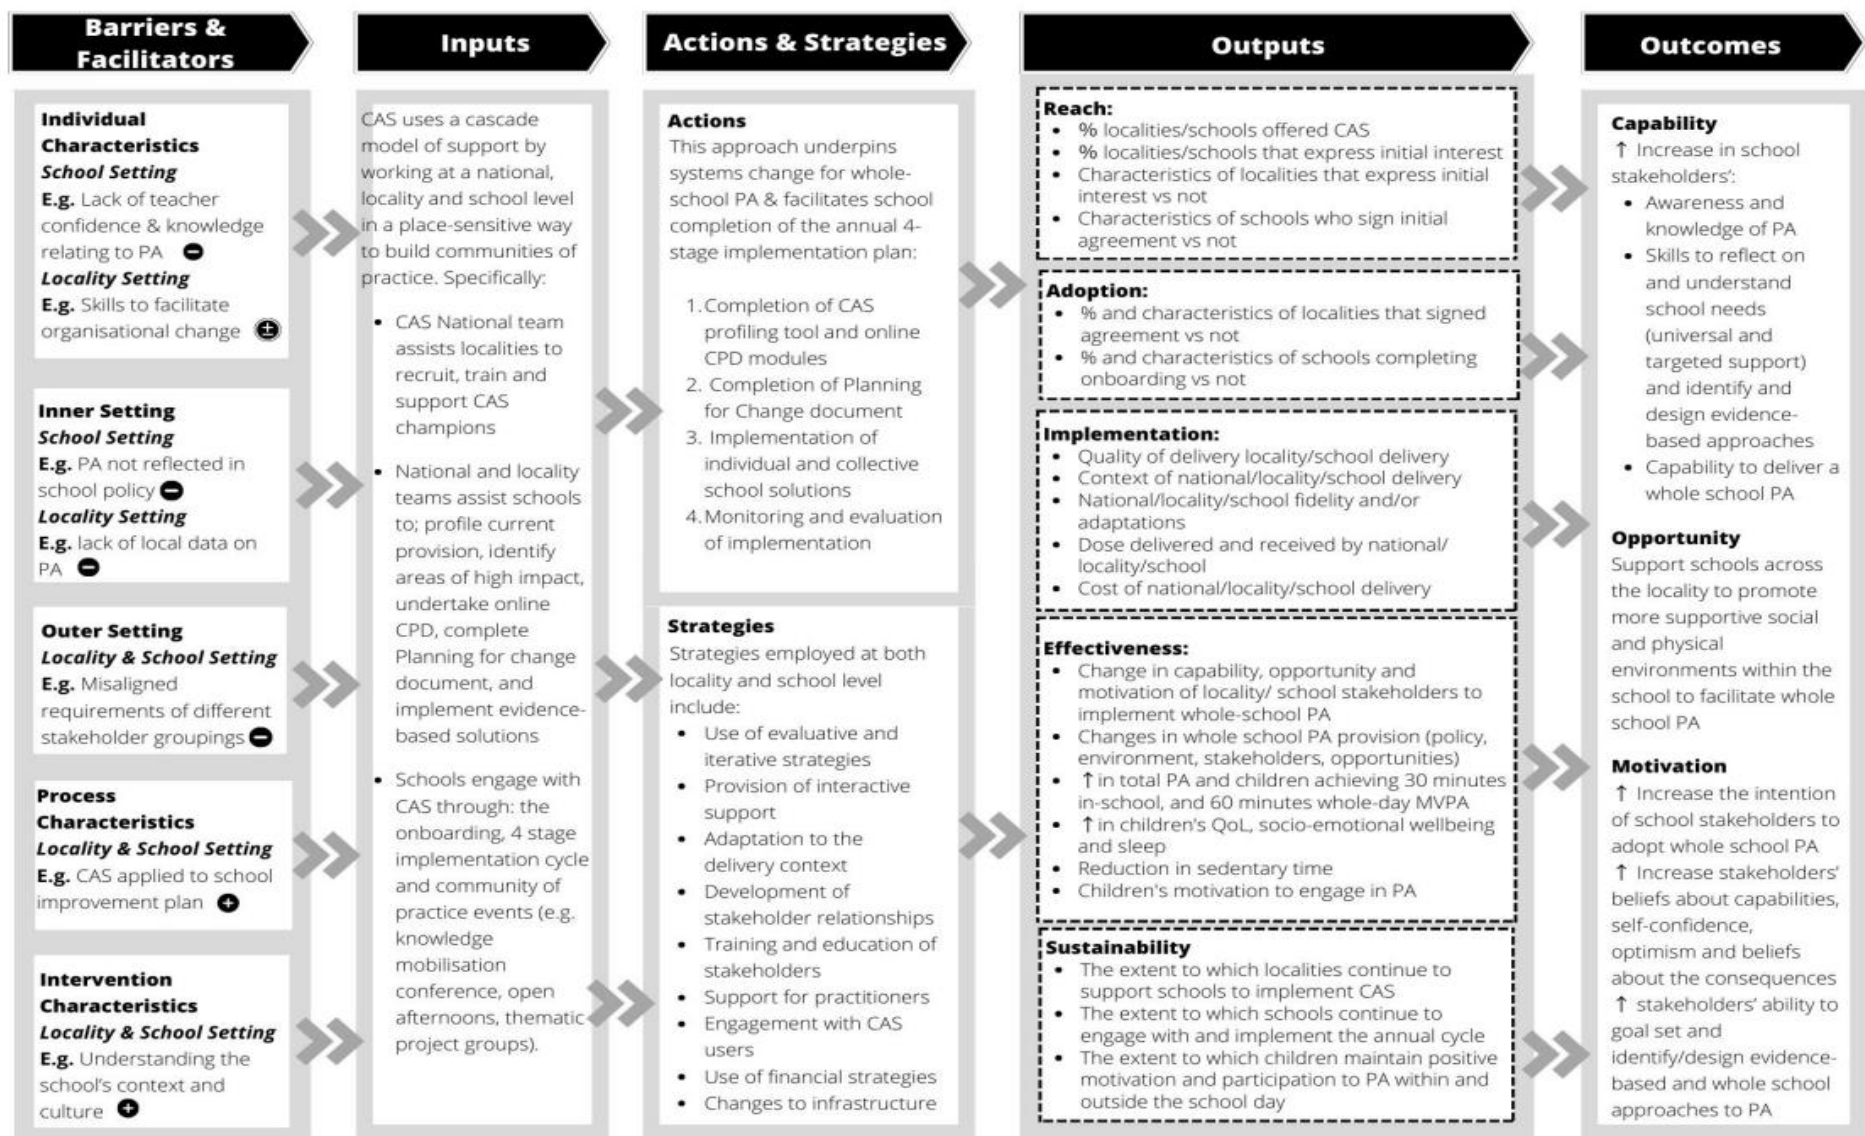 Barriers &
Facilitators
Individual
Characteristics
School Setting
E.g. Lack of teacher
confidence & knowledge
relating to PA −
Locality Setting
E.g. Skills to facilitate
organisational change ±
Inner Setting
School Setting
E.g. PA not reflected in
school policy −
Locality Setting
E.g. lack of local data on
PA −
Outer Setting
Locality & School Setting
E.g. Misaligned
requirements of different
stakeholder groupings −
Process
Characteristics
Locality & School Setting
E.g. CAS applied to school
improvement plan +
Intervention
Characteristics
Locality & School Setting
E.g. Understanding the
school's context and
culture +
Inputs
CAS uses a cascade
model of support by
working at a national,
locality and school level
in a place-sensitive way
to build communities of
practice. Specifically:
• CAS National team
assists localities to
recruit, train and
support CAS
champions
• National and locality
teams assist schools
to; profile current
provision, identify
areas of high impact,
undertake online
CPD, complete
Planning for change
document, and
implement evidence-
based solutions
• Schools engage with
CAS through: the
onboarding, 4 stage
implementation cycle
and community of
practice events (e.g.
knowledge
mobilisation
conference, open
afternoons, thematic
project groups).
Actions & Strategies
Actions
This approach underpins
systems change for whole-
school PA & facilitates school
completion of the annual 4-
stage implementation plan:
1. Completion of CAS
profiling tool and online
CPD modules
2. Completion of Planning
for Change document
3. Implementation of
individual and collective
school solutions
4. Monitoring and evaluation
of implementation
Strategies
Strategies employed at both
locality and school level
include:
• Use of evaluative and
iterative strategies
• Provision of interactive
support
• Adaptation to the
delivery context
• Development of
stakeholder relationships
• Training and education of
stakeholders
• Support for practitioners
• Engagement with CAS
users
• Use of financial strategies
• Changes to infrastructure
Outputs
Reach:
• % localities/schools offered CAS
• % localities/schools that express initial interest
• Characteristics of localities that express initial
interest vs not
• Characteristics of schools who sign initial
agreement vs not
Adoption:
• % and characteristics of localities that signed
agreement vs not
• % and characteristics of schools completing
onboarding vs not
Implementation:
• Quality of delivery locality/school delivery
• Context of national/locality/school delivery
• National/locality/school fidelity and/or
adaptations
• Dose delivered and received by national/
locality/school
• Cost of national/locality/school delivery
Effectiveness:
• Change in capability, opportunity and
motivation of locality/ school stakeholders to
implement whole-school PA
• Changes in whole school PA provision (policy,
environment, stakeholders, opportunities)
• ↑ in total PA and children achieving 30 minutes
in-school, and 60 minutes whole-day MVPA
• ↑ in children's QoL, socio-emotional wellbeing
and sleep
• Reduction in sedentary time
• Children's motivation to engage in PA
Sustainability
• The extent to which localities continue to
support schools to implement CAS
• The extent to which schools continue to
engage with and implement the annual cycle
• The extent to which children maintain positive
motivation and participation to PA within and
outside the school day
Outcomes
Capability
↑ Increase in school
stakeholders':
• Awareness and
knowledge of PA
• Skills to reflect on
and understand
school needs
(universal and
targeted support)
and identify and
design evidence-
based approaches
• Capability to deliver a
whole school PA
Opportunity
Support schools across
the locality to promote
more supportive social
and physical
environments within the
school to facilitate whole
school PA
Motivation
↑ Increase the intention
of school stakeholders to
adopt whole school PA
↑ Increase stakeholders'
beliefs about capabilities,
self-confidence,
optimism and beliefs
about the consequences
↑ stakeholders' ability to
goal set and
identify/design evidence-
based and whole school
approaches to PA